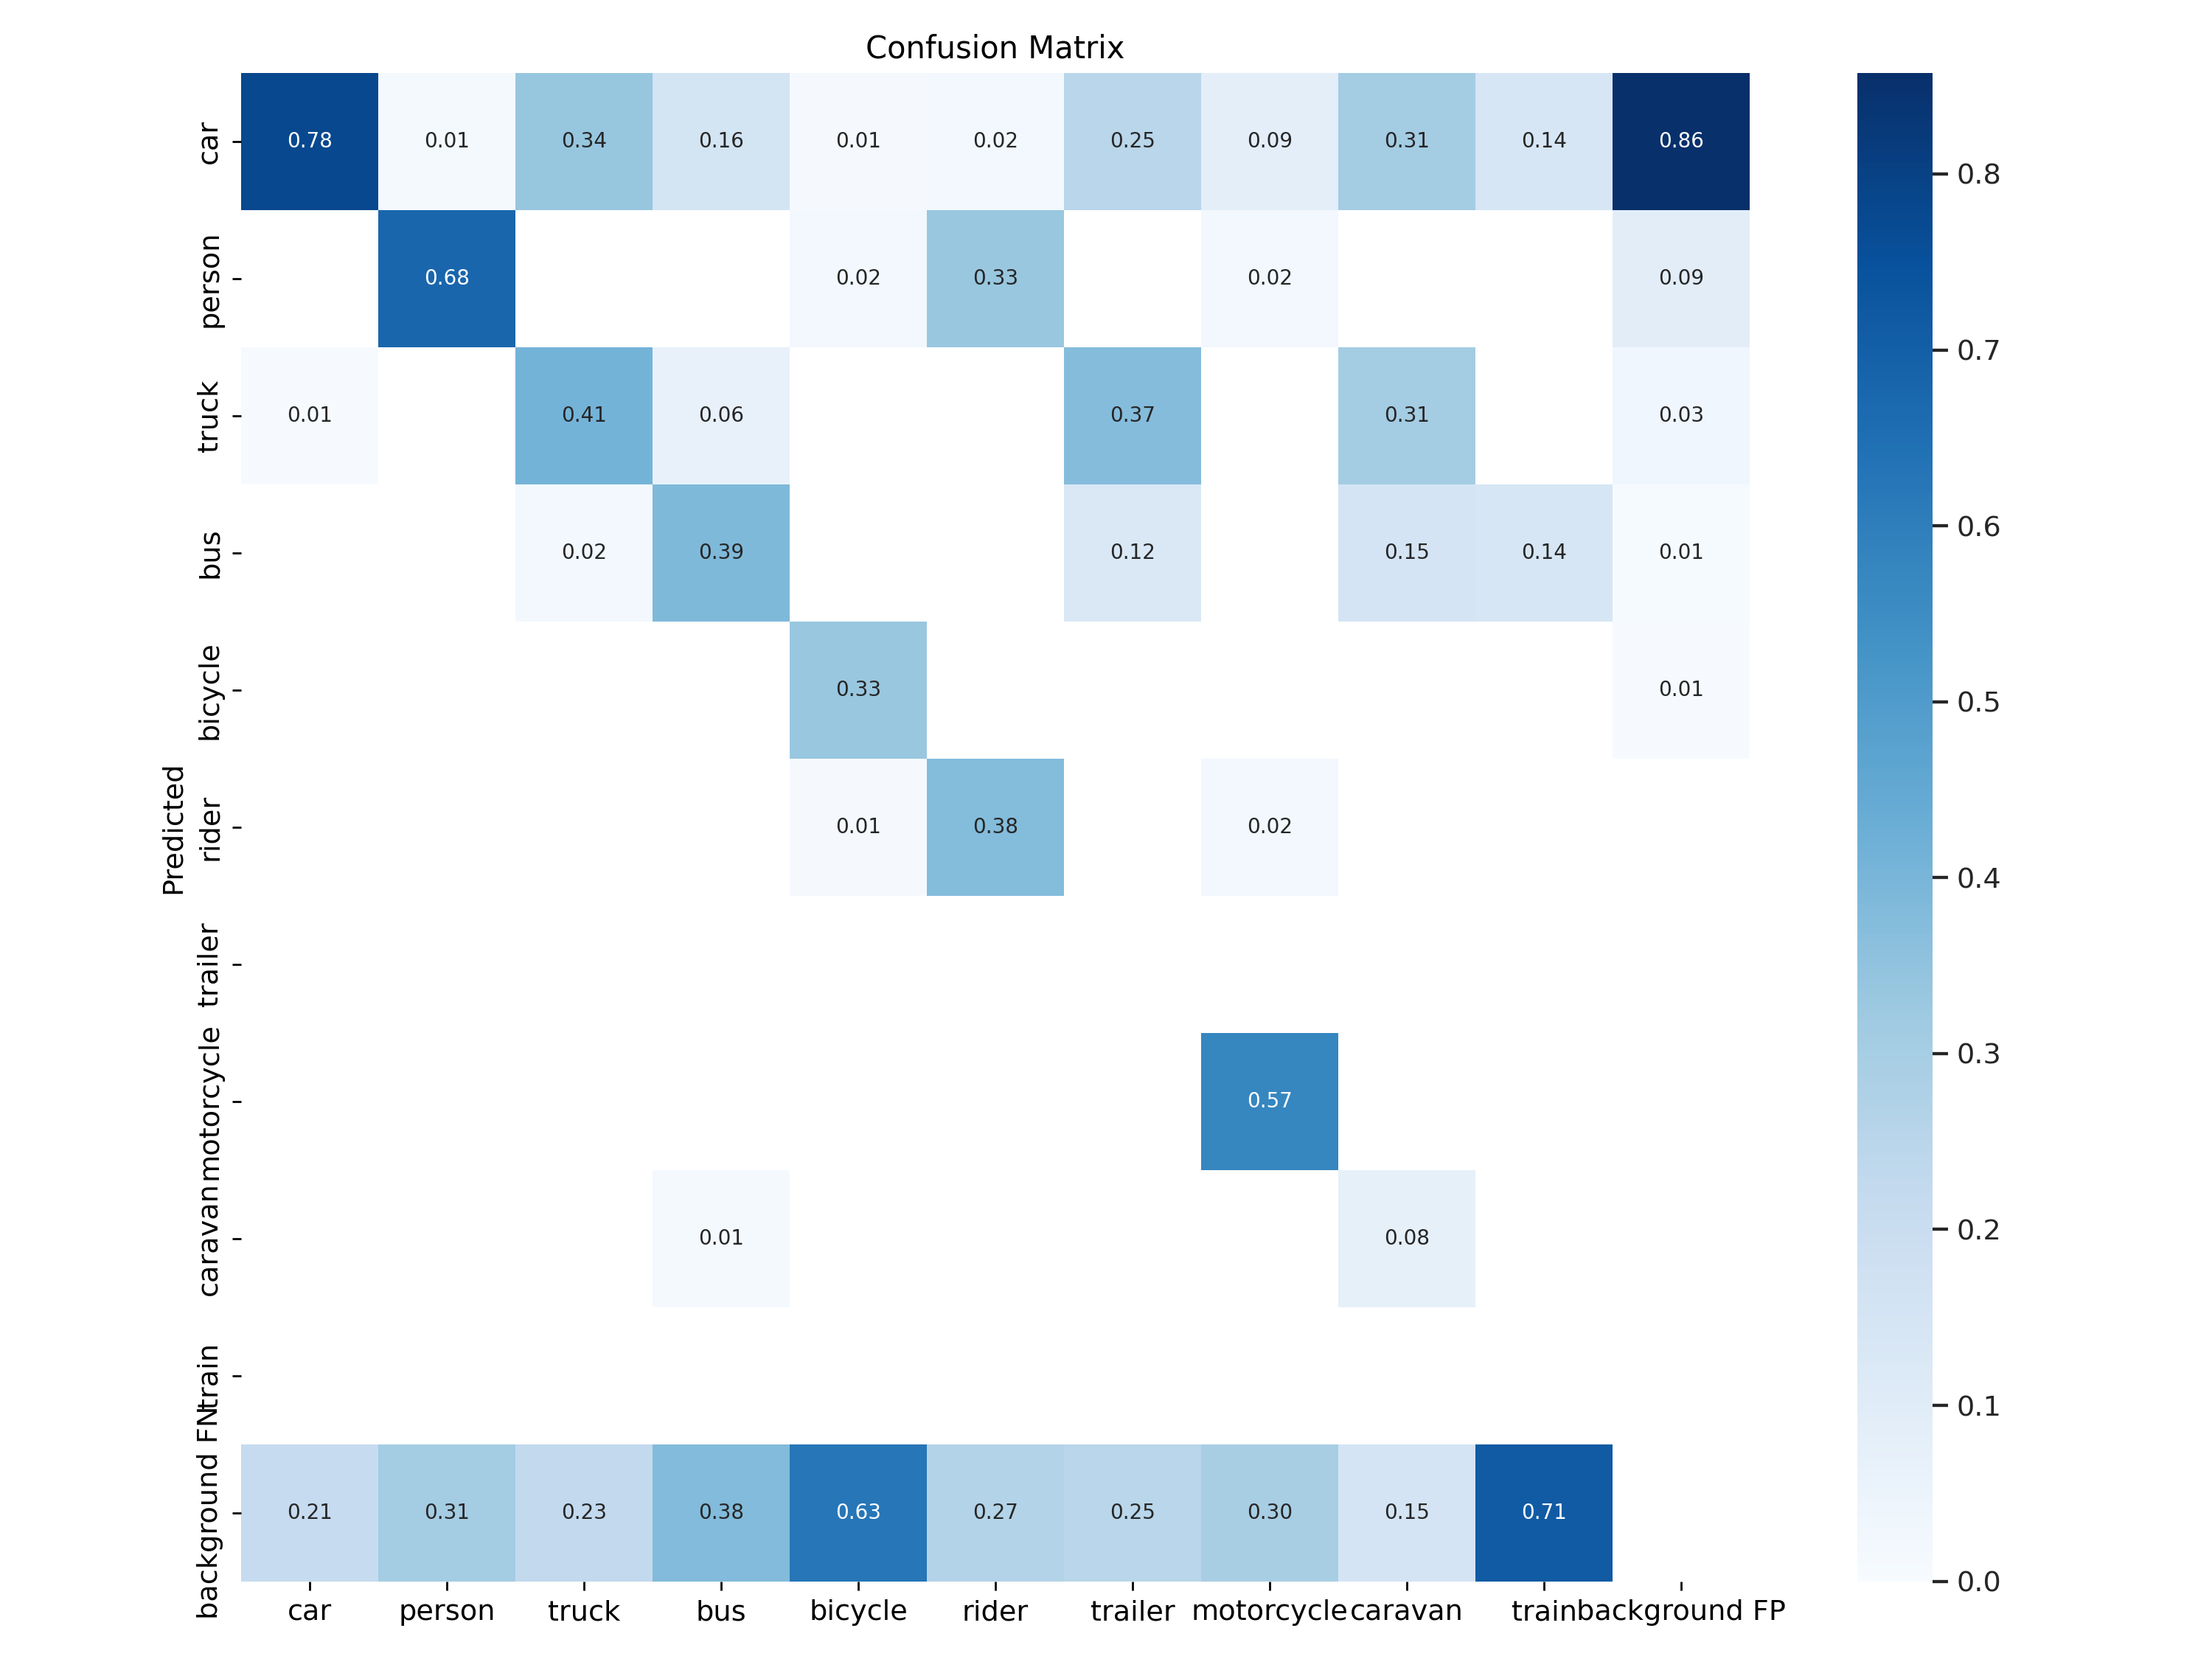 Confusion Matrix
car 0.78 0.01 0.34 0.16 0.01 0.02 0.25 0.09 0.31 0.14 0.86
person 0.68 0.02 0.33 0.02 0.09
truck 0.01 0.41 0.06 0.37 0.31 0.03
bus 0.02 0.39 0.12 0.15 0.14 0.01
bicycle 0.33 0.01
Predicted
rider 0.01 0.38 0.02
trailer
motorcycle 0.57
caravan 0.01 0.08
train
background FN 0.21 0.31 0.23 0.38 0.63 0.27 0.25 0.30 0.15 0.71
car person truck bus bicycle rider trailer motorcycle caravan train background FP
0.8
0.7
0.6
0.5
0.4
0.3
0.2
0.1
0.0